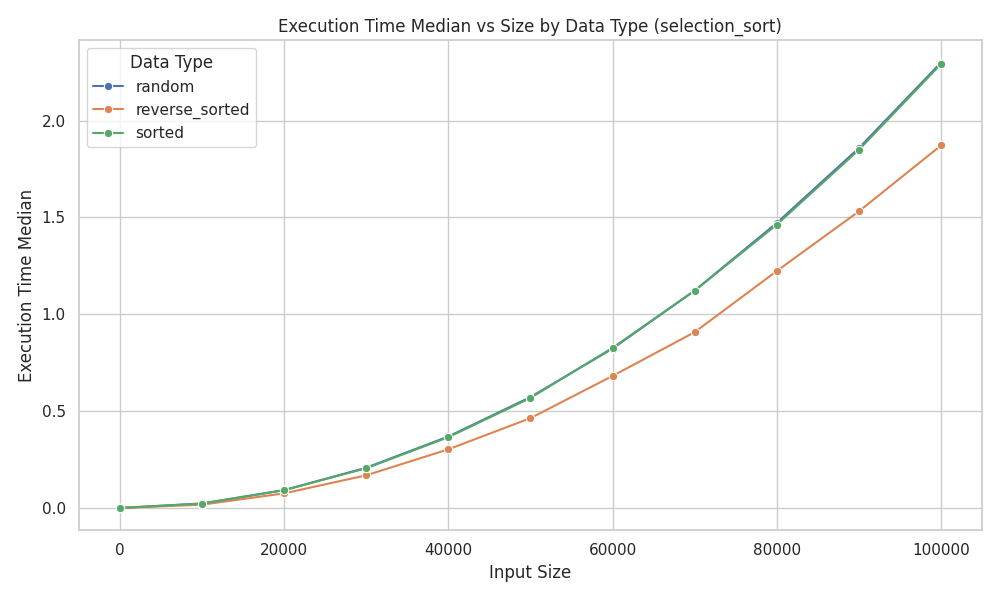 Execution Time Median vs Size by Data Type (selection_sort)
Data Type
random
reverse_sorted
sorted
Execution Time Median
2.0
1.5
1.0
0.5
0.0
0 20000 40000 60000 80000 100000
Input Size